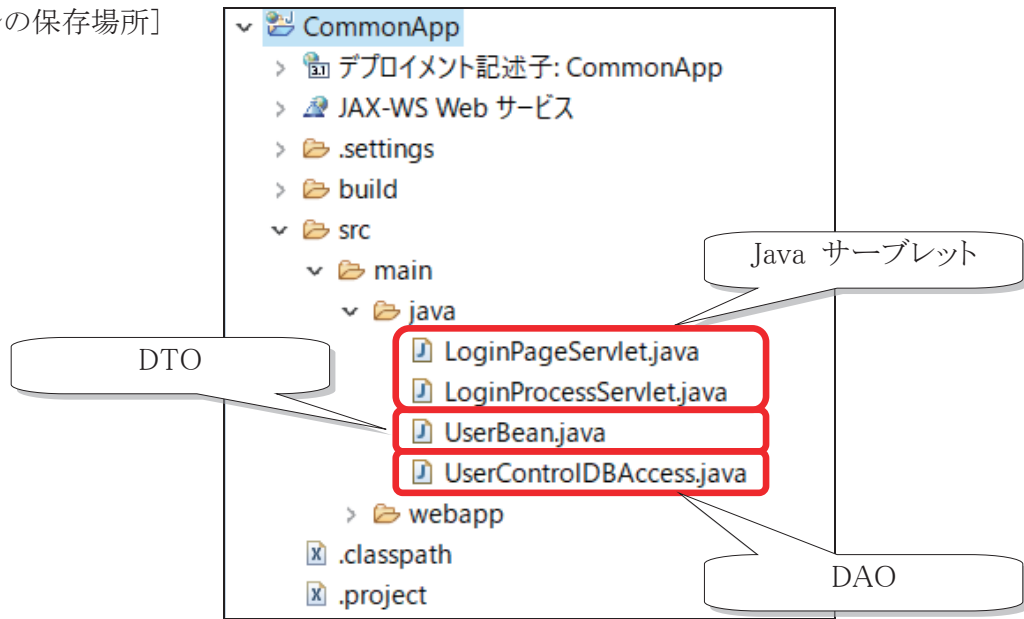 の保存場所]
CommonApp
3.1 デプロイメント記述子: CommonApp
JAX-WS Web サービス
.settings
build
src
main
Java サーブレット
java
LoginPageServlet.java
DTO
LoginProcessServlet.java
UserBean.java
UserControlDBAccess.java
webapp
.classpath
DAO
.project